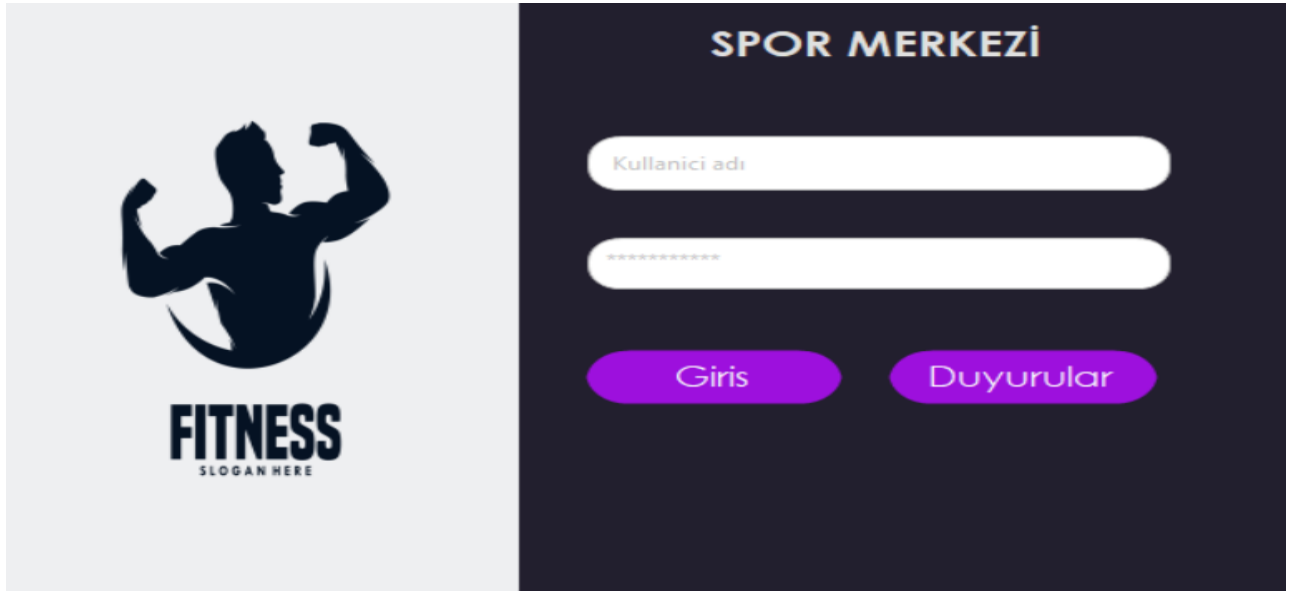 SPOR MERKEZİ
Kullanici adı
***********
Giris
Duyurular
FITNESS
SLOGAN HERE